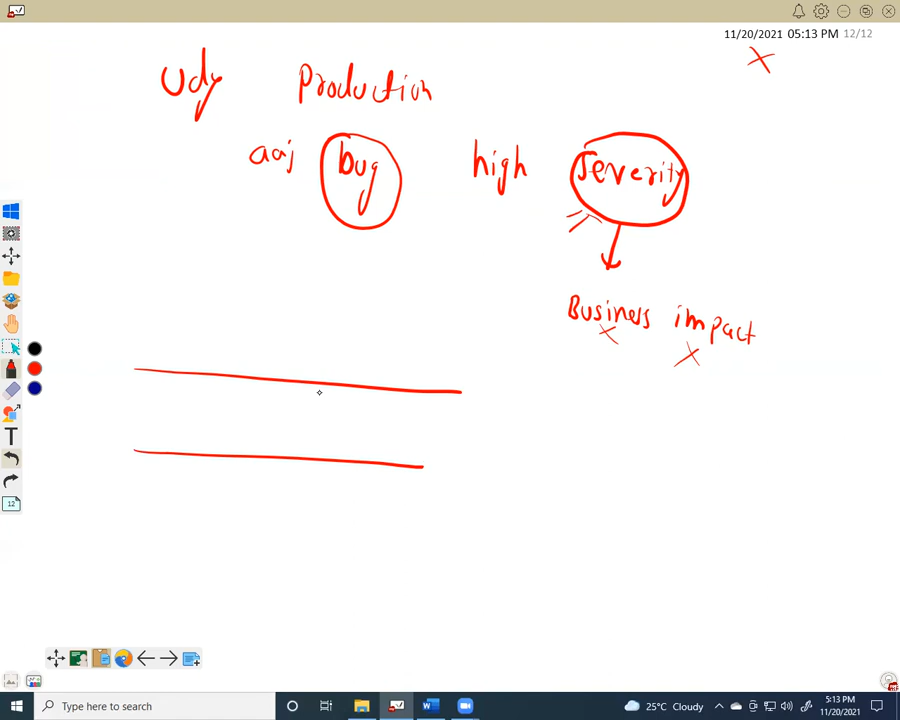 11/20/2021 05:13 PM 12/12
Udy Production
aaj bug high Severity
Business impact
T
12
Type here to search
25°C Cloudy
5:13 PM
11/20/2021